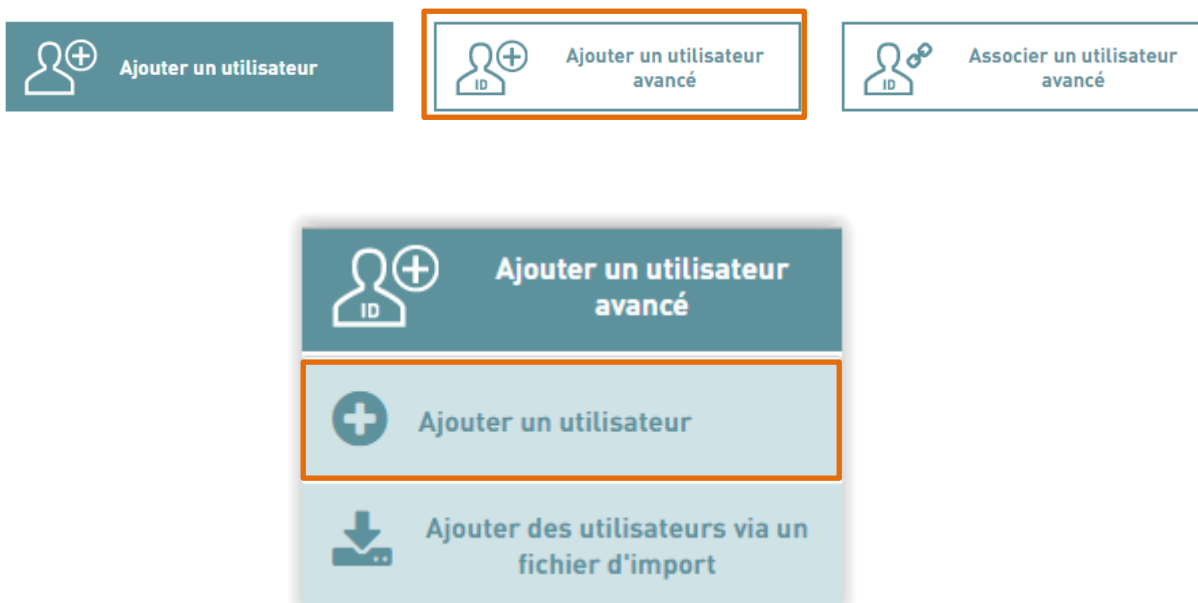 Ajouter un utilisateur
Ajouter un utilisateur
avancé
Associer un utilisateur
avancé
ID
ID
Ajouter un utilisateur
avancé
ID
Ajouter un utilisateur
Ajouter des utilisateurs via un
fichier d'import